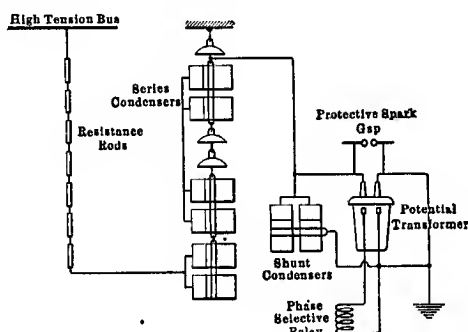 High Tension Bus
Series
Condensers
Resistance
Rods
Protective Spark
Gap
Potential
Transformer
Shunt
Condensers
Phase
Selective
Relay